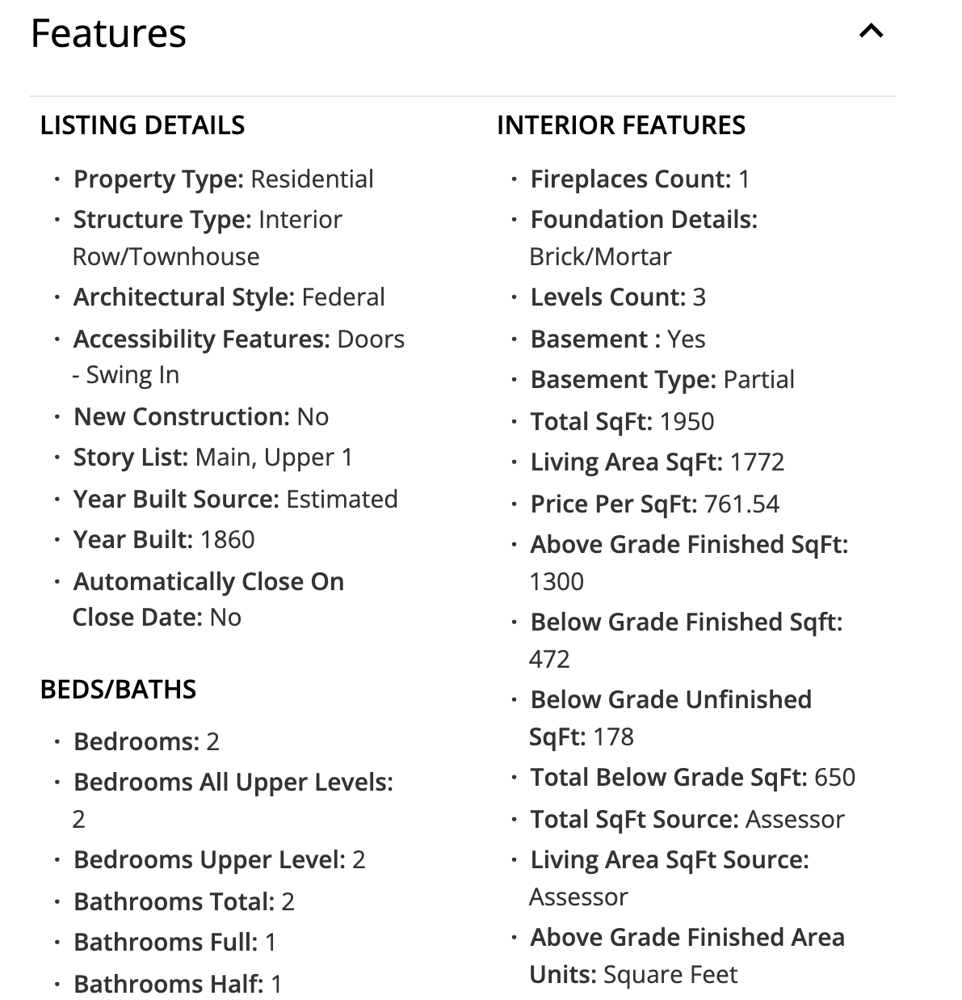 Features
LISTING DETAILS
· Property Type: Residential
· Structure Type: Interior
Row/Townhouse
· Architectural Style: Federal
· Accessibility Features: Doors
- Swing In
· New Construction: No
· Story List: Main, Upper 1
· Year Built Source: Estimated
· Year Built: 1860
· Automatically Close On
Close Date: No
BEDS/BATHS
· Bedrooms: 2
· Bedrooms All Upper Levels:
2
· Bedrooms Upper Level: 2
· Bathrooms Total: 2
· Bathrooms Full: 1
· Bathrooms Half: 1
INTERIOR FEATURES
· Fireplaces Count: 1
· Foundation Details:
Brick/Mortar
· Levels Count: 3
· Basement : Yes
· Basement Type: Partial
· Total SqFt: 1950
· Living Area SqFt: 1772
· Price Per SqFt: 761.54
· Above Grade Finished SqFt:
1300
· Below Grade Finished Sqft:
472
· Below Grade Unfinished
SqFt: 178
· Total Below Grade SqFt: 650
· Total SqFt Source: Assessor
· Living Area SqFt Source:
Assessor
· Above Grade Finished Area
Units: Square Feet